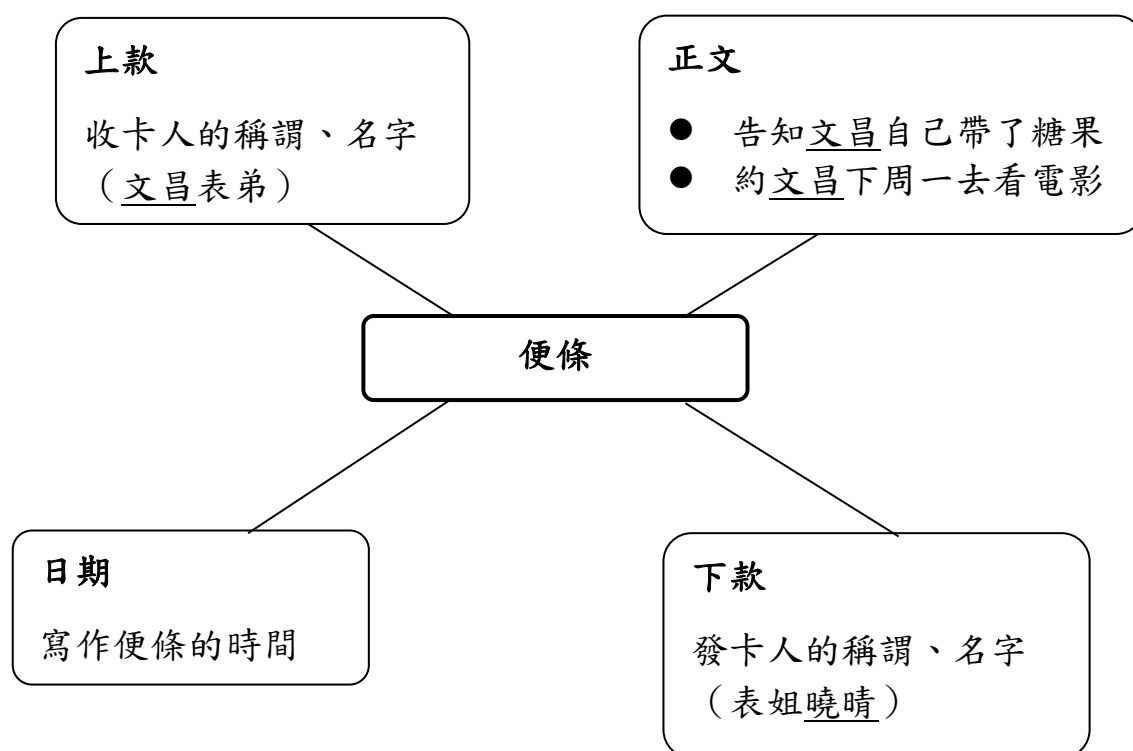 上款
收卡人的稱謂、名字
（文昌表弟）
正文
● 告知文昌自己帶了糖果
● 約文昌下周一去看電影
便條
日期
寫作便條的時間
下款
發卡人的稱謂、名字
（表姐曉晴）